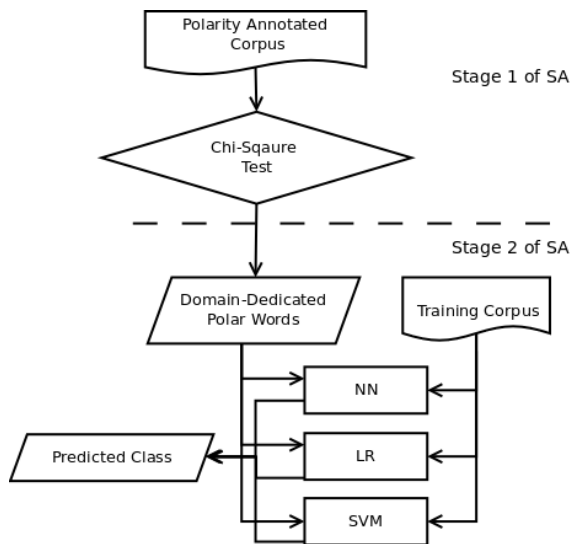 Polarity Annotated
Corpus
Stage 1 of SA
Chi-Sqaure
Test
Stage 2 of SA
Domain-Dedicated
Polar Words
Training Corpus
NN
LR
Predicted Class
SVM